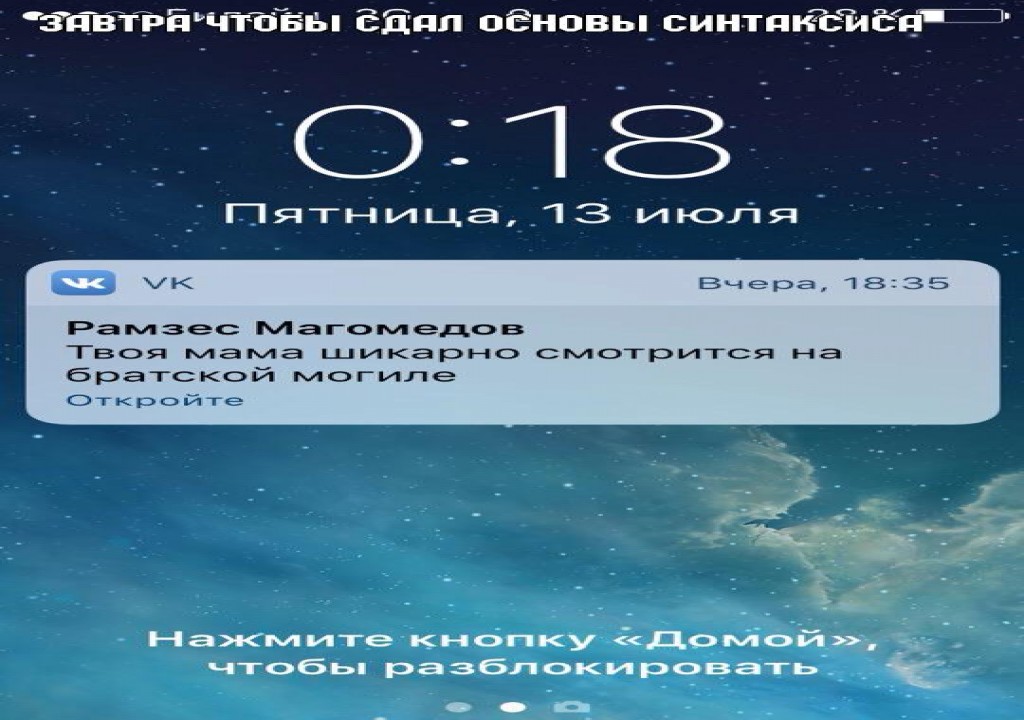 ЗАВТРА ЧТОБЫ СДАЛ ОСНОВЫ СИНТАКСИСА
0:18
Пятница, 13 июля
VK Вчера, 18:35
Рамзес Магомедов
Твоя мама шикарно смотрится на
братской могиле
Откройте
Нажмите кнопку «Домой»,
чтобы разблокировать